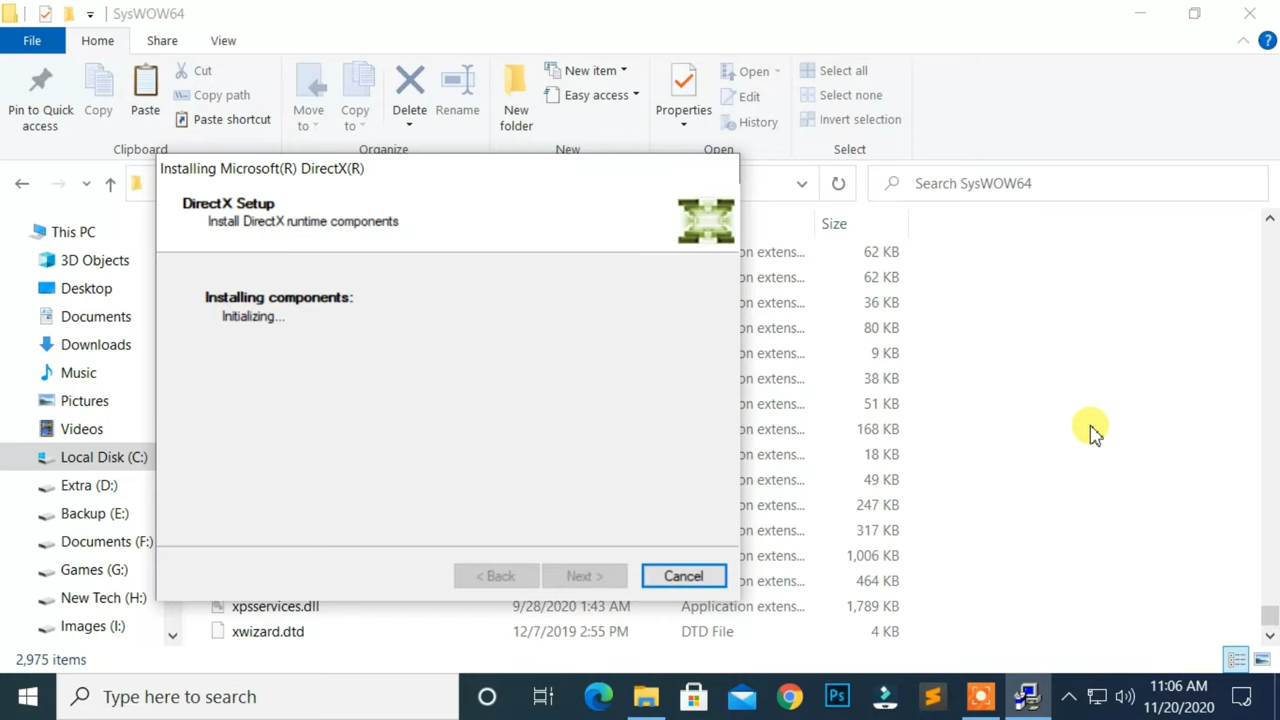 SysWOW64
File
Home
Share
View
Pin to Quick access
Copy
Paste
Cut
Copy path
Paste shortcut
Clipboard
Move to
Copy to
Delete
Rename
Organize
New folder
New item
Easy access
New
Properties
Open
Edit
History
Open
Select all
Select none
Invert selection
Select
Search SysWOW64
Installing Microsoft(R) DirectX(R)
DirectX Setup
Install DirectX runtime components
Installing components:
Initializing...
< Back
Next >
Cancel
This PC
3D Objects
Desktop
Documents
Downloads
Music
Pictures
Videos
Local Disk (C:)
Extra (D:)
Backup (E:)
Documents (F:)
Games (G:)
New Tech (H:)
Images (I:)
Size
on extens... 62 KB
on extens... 62 KB
on extens... 36 KB
on extens... 80 KB
on extens... 9 KB
on extens... 38 KB
on extens... 51 KB
on extens... 168 KB
on extens... 18 KB
on extens... 49 KB
on extens... 247 KB
on extens... 317 KB
on extens... 1,006 KB
on extens... 464 KB
xpsservices.dll 9/28/2020 1:43 AM Application extens... 1,789 KB
xwizard.dtd 12/7/2019 2:55 PM DTD File 4 KB
2,975 items
Type here to search
Ps
11:06 AM
11/20/2020